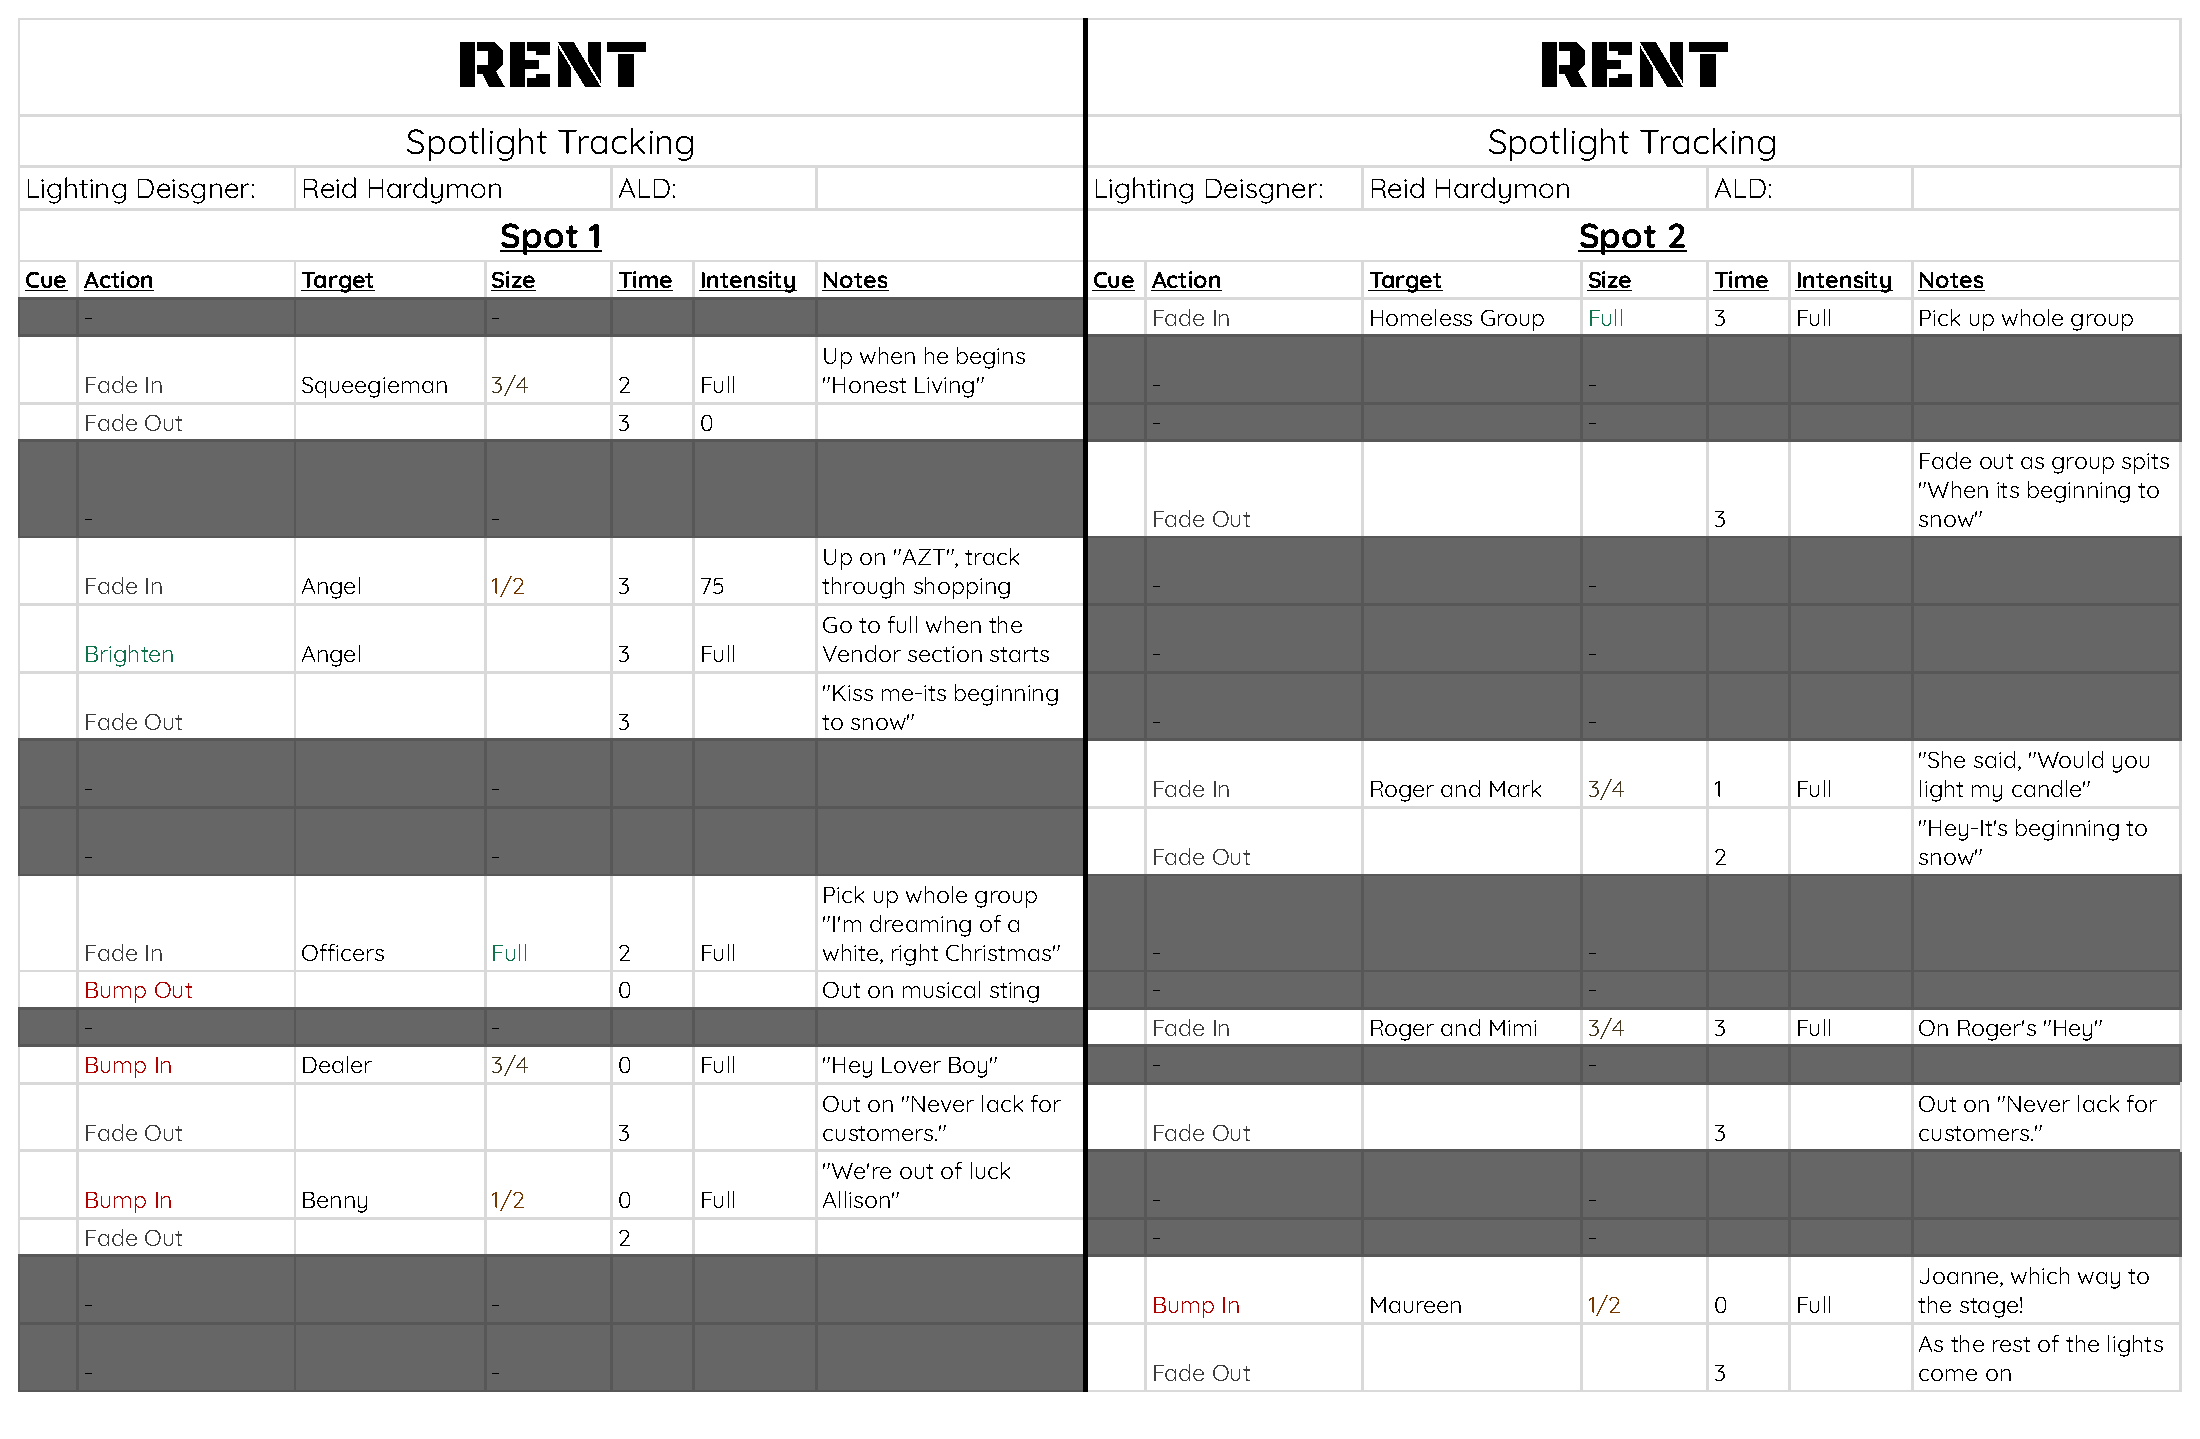 RENT
Spotlight Tracking
Lighting Deisgner: Reid Hardymon ALD:
Spot 1
Cue Action Target Size Time Intensity Notes
- -
Fade In Squeegieman 3/4 2 Full Up when he begins
"Honest Living"
Fade Out 3 0
- -
Fade In Angel 1/2 3 75 Up on "AZT", track
through shopping
Brighten Angel 3 Full Go to full when the
Vendor section starts
Fade Out 3 "Kiss me-its beginning
to snow"
- -
- -
Fade In Officers Full 2 Full Pick up whole group
"I'm dreaming of a
white, right Christmas"
Bump Out 0 Out on musical sting
- -
Bump In Dealer 3/4 0 Full "Hey Lover Boy"
Fade Out 3 Out on "Never lack for
customers."
Bump In Benny 1/2 0 Full "We're out of luck
Allison"
Fade Out 2
- -
- -
RENT
Spotlight Tracking
Lighting Deisgner: Reid Hardymon ALD:
Spot 2
Cue Action Target Size Time Intensity Notes
Fade In Homeless Group Full 3 Full Pick up whole group
- -
- -
Fade Out 3 Fade out as group spits
"When its beginning to
snow"
- -
- -
- -
Fade In Roger and Mark 3/4 1 Full "She said, "Would you
light my candle"
Fade Out 2 "Hey-It's beginning to
snow"
- -
- -
Fade In Roger and Mimi 3/4 3 Full On Roger's "Hey"
- -
Fade Out 3 Out on "Never lack for
customers."
- -
- -
Bump In Maureen 1/2 0 Full Joanne, which way to
the stage!
Fade Out 3 As the rest of the lights
come on